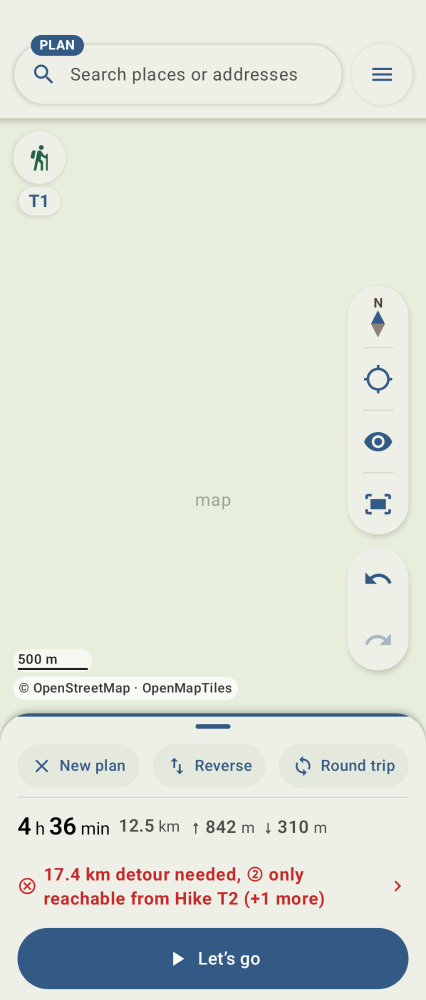 PLAN
Search places or addresses
T1
N
map
500 m
© OpenStreetMap · OpenMapTiles
New plan
Reverse
Round trip
4 h 36 min 12.5 km ↑ 842 m ↓ 310 m
17.4 km detour needed, ② only
reachable from Hike T2 (+1 more)
Let’s go